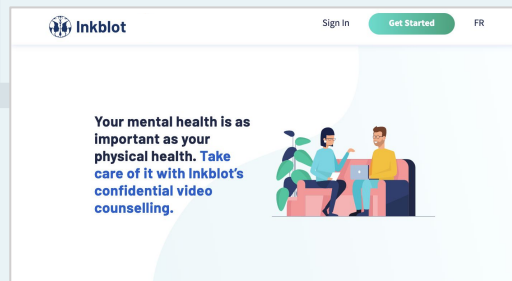 Inkblot
Sign In
Get Started
FR
Your mental health is as
important as your
physical health. Take
care of it with Inkblot's
confidential video
counselling.